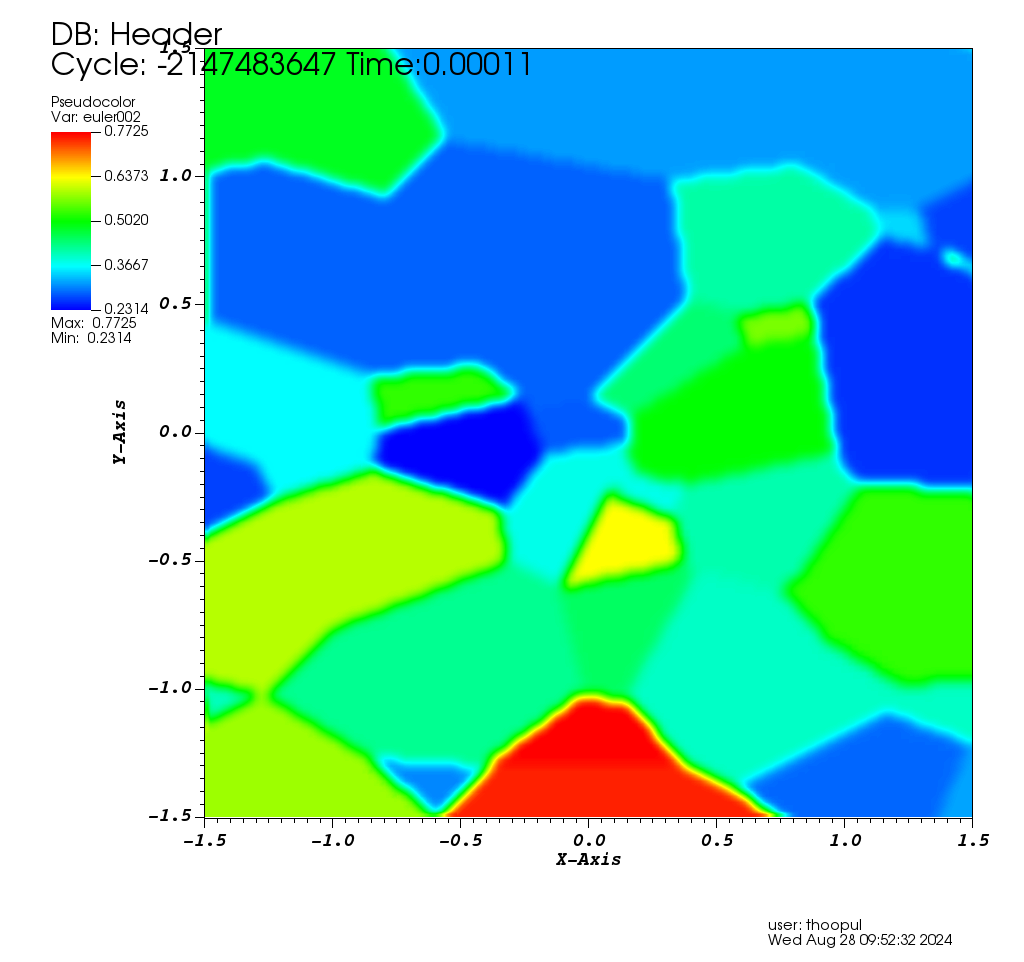 DB: Header
Cycle: -2147483647 Time:0.00011
Pseudocolor
Var: euler002
0.7725
0.6373
0.5020
0.3667
0.2314
Max: 0.7725
Min: 0.2314
1.5
1.0
0.5
0.0
-0.5
-1.0
-1.5
Y-Axis
-1.5 -1.0 -0.5 0.0 0.5 1.0 1.5
X-Axis
user: thoopul
Wed Aug 28 09:52:32 2024